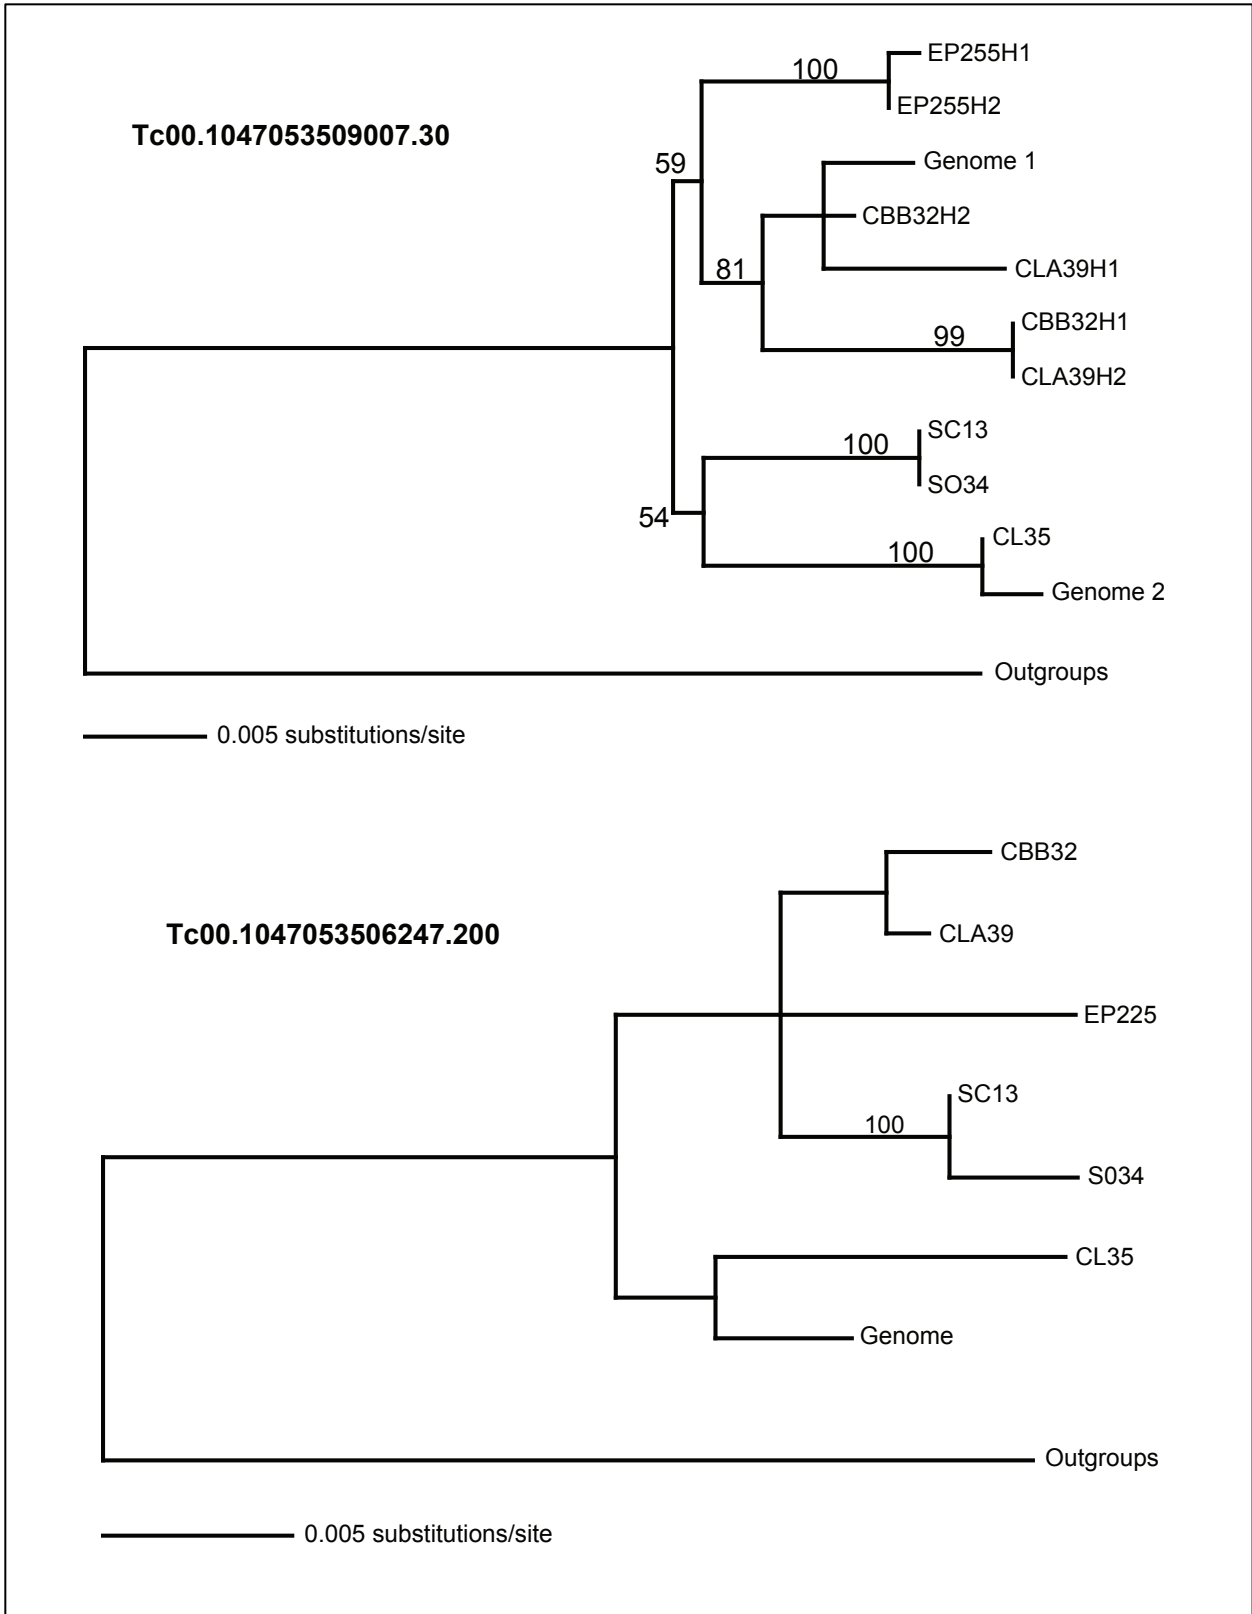 100
EP255H1
EP255H2
Tc00.1047053509007.30
59
Genome 1
CBB32H2
81
CLA39H1
99
CBB32H1
CLA39H2
100
SC13
SO34
54
100
CL35
Genome 2
Outgroups
0.005 substitutions/site
CBB32
Tc00.1047053506247.200
CLA39
EP225
SC13
100
S034
CL35
Genome
Outgroups
0.005 substitutions/site